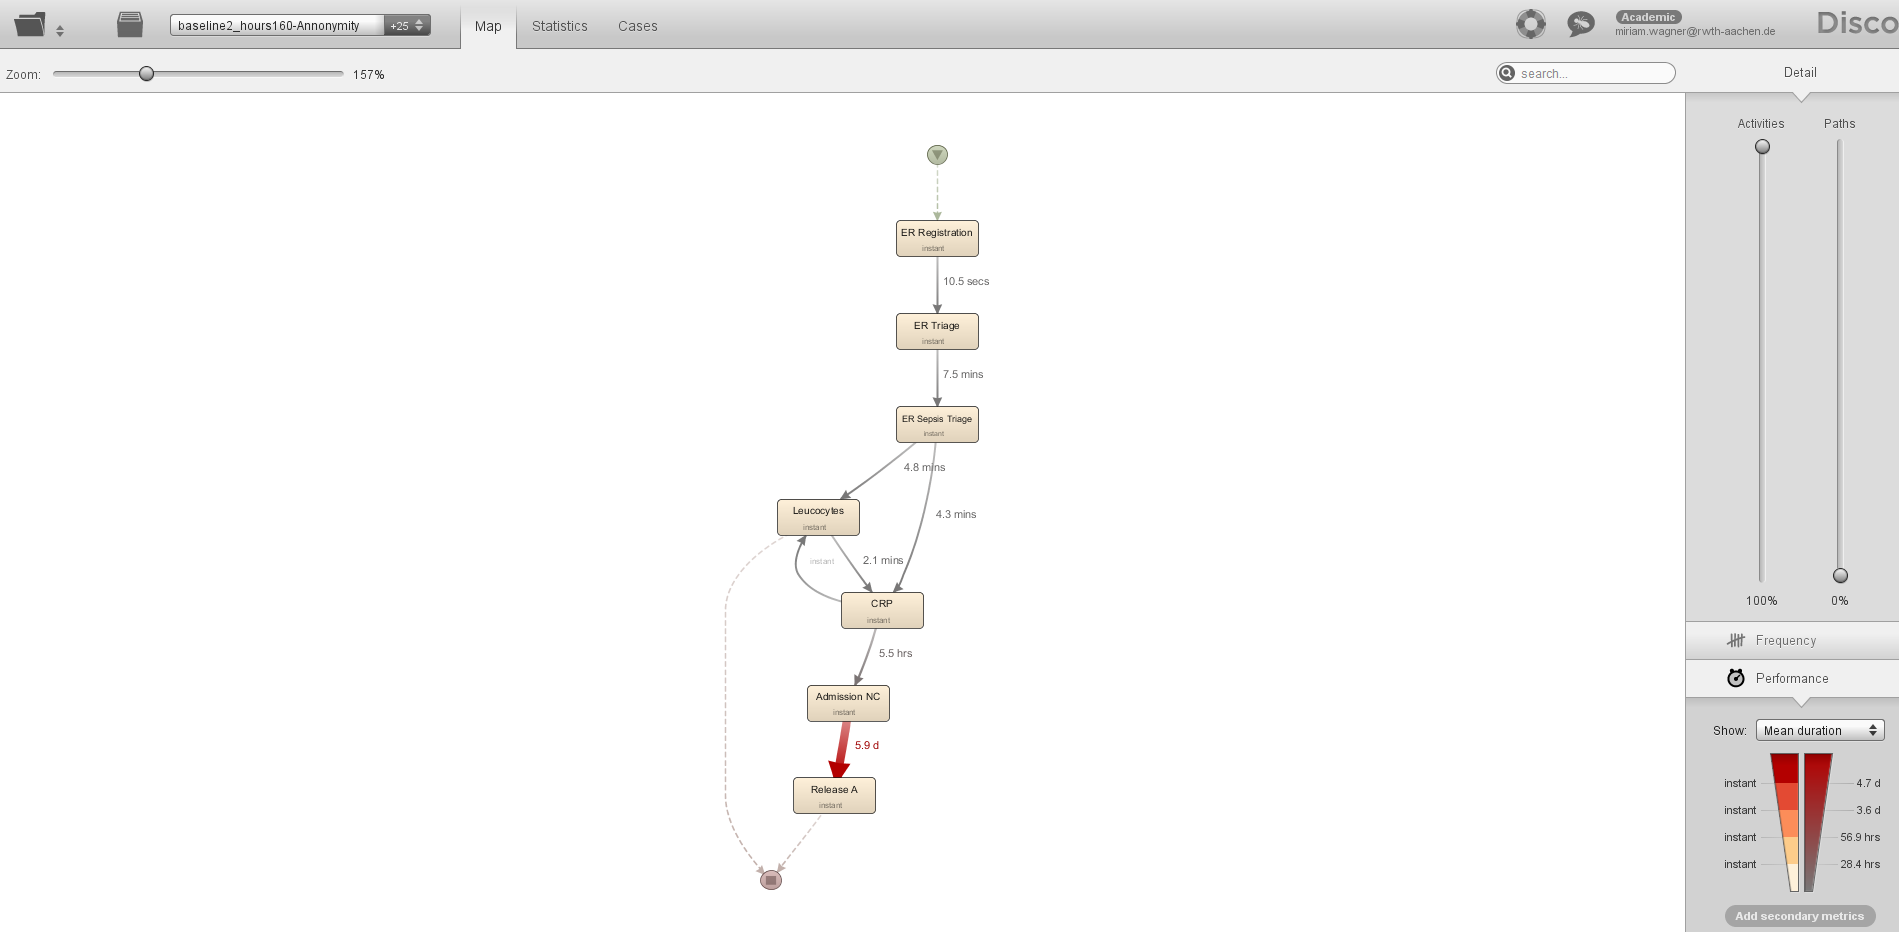 baseline2_hours160-Annonymity
+25
Map
Statistics
Cases
Academic
miriam.wagner@rwth-aachen.de
Disco
Zoom:
157%
search...
Detail
Activities
Paths
100%
0%
Frequency
Performance
Show:
Mean duration
instant
4.7 d
instant
3.6 d
instant
56.9 hrs
instant
28.4 hrs
Add secondary metrics
ER Registration
instant
10.5 secs
ER Triage
instant
7.5 mins
ER Sepsis Triage
instant
4.8 mins
Leucocytes
instant
4.3 mins
instant
2.1 mins
CRP
instant
5.5 hrs
Admission NC
instant
5.9 d
Release A
instant